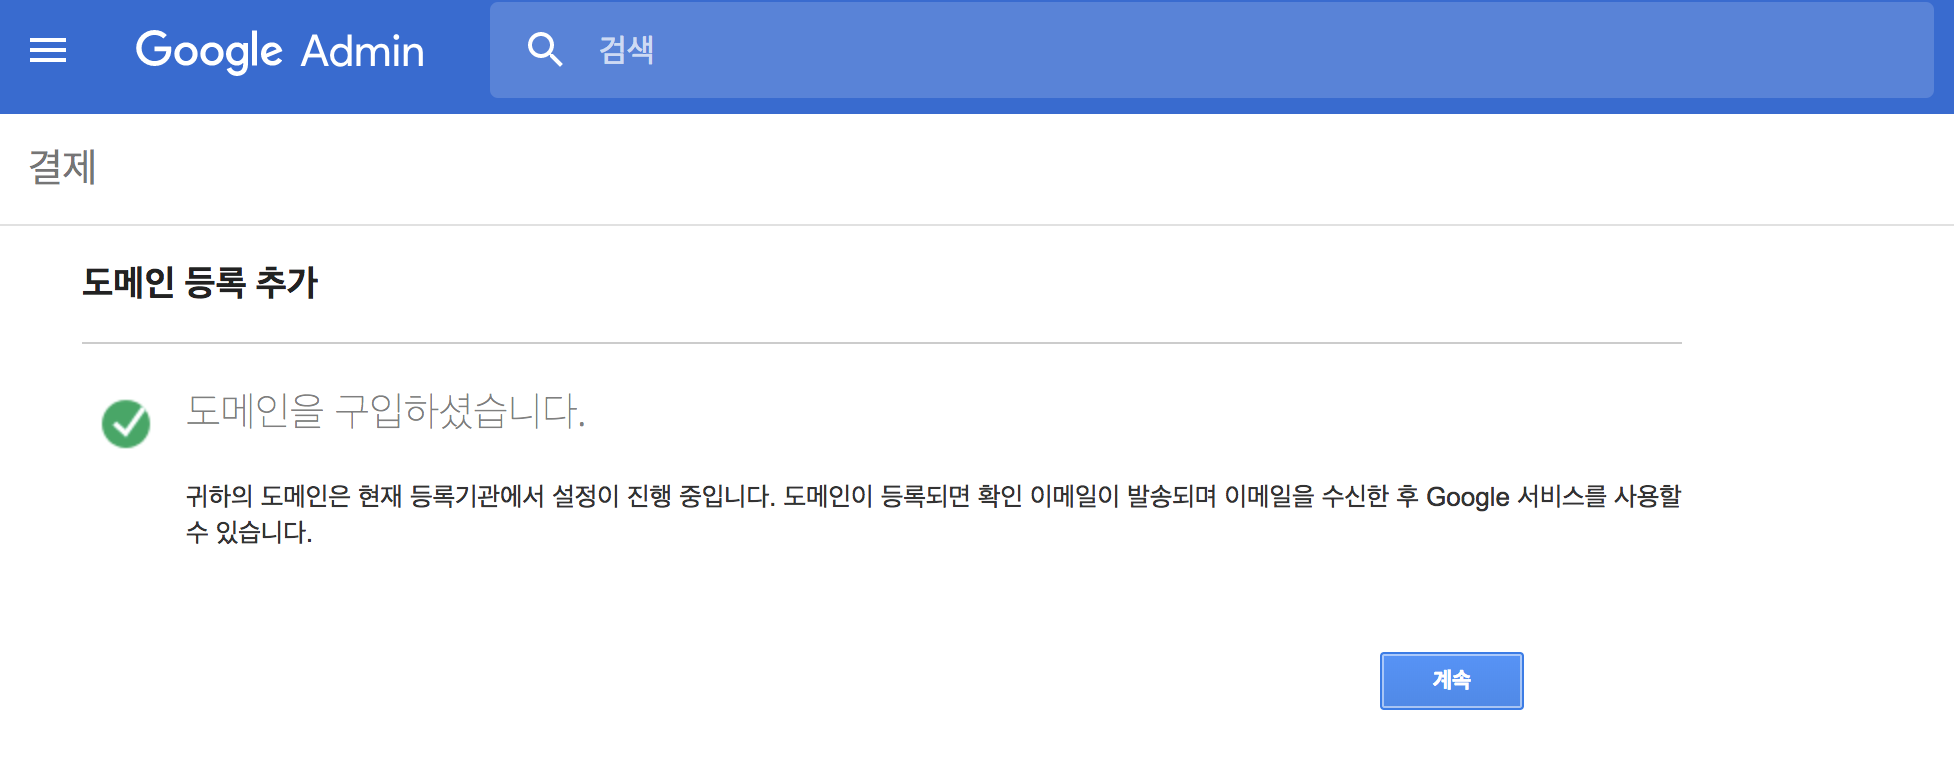 Google Admin
검색
결제
도메인 등록 추가
도메인을 구입하셨습니다.
귀하의 도메인은 현재 등록기관에서 설정이 진행 중입니다. 도메인이 등록되면 확인 이메일이 발송되며 이메일을 수신한 후 Google 서비스를 사용할
수 있습니다.
계속